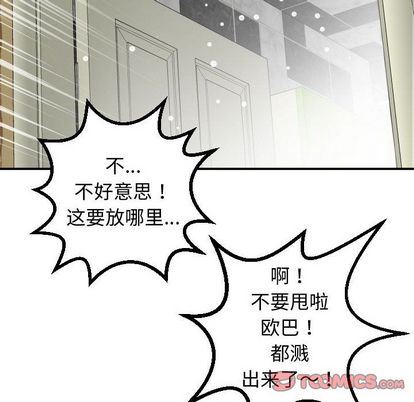 不...
不好意思！
这要放哪里...
啊！
不要甩啦
欧巴！
都溅
出来了~！
TOOMICS.COM